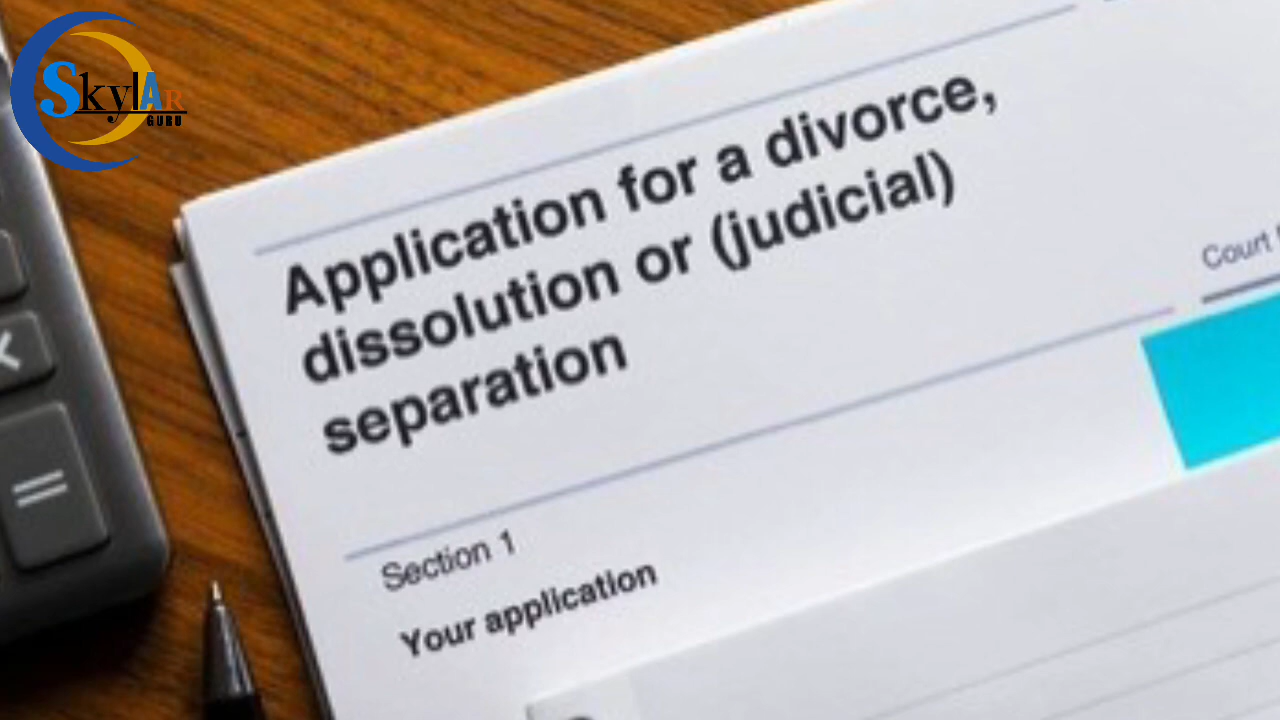 SkylAR
GURU
Application for a divorce,
dissolution or (judicial)
separation
Court
Section 1
Your application
=